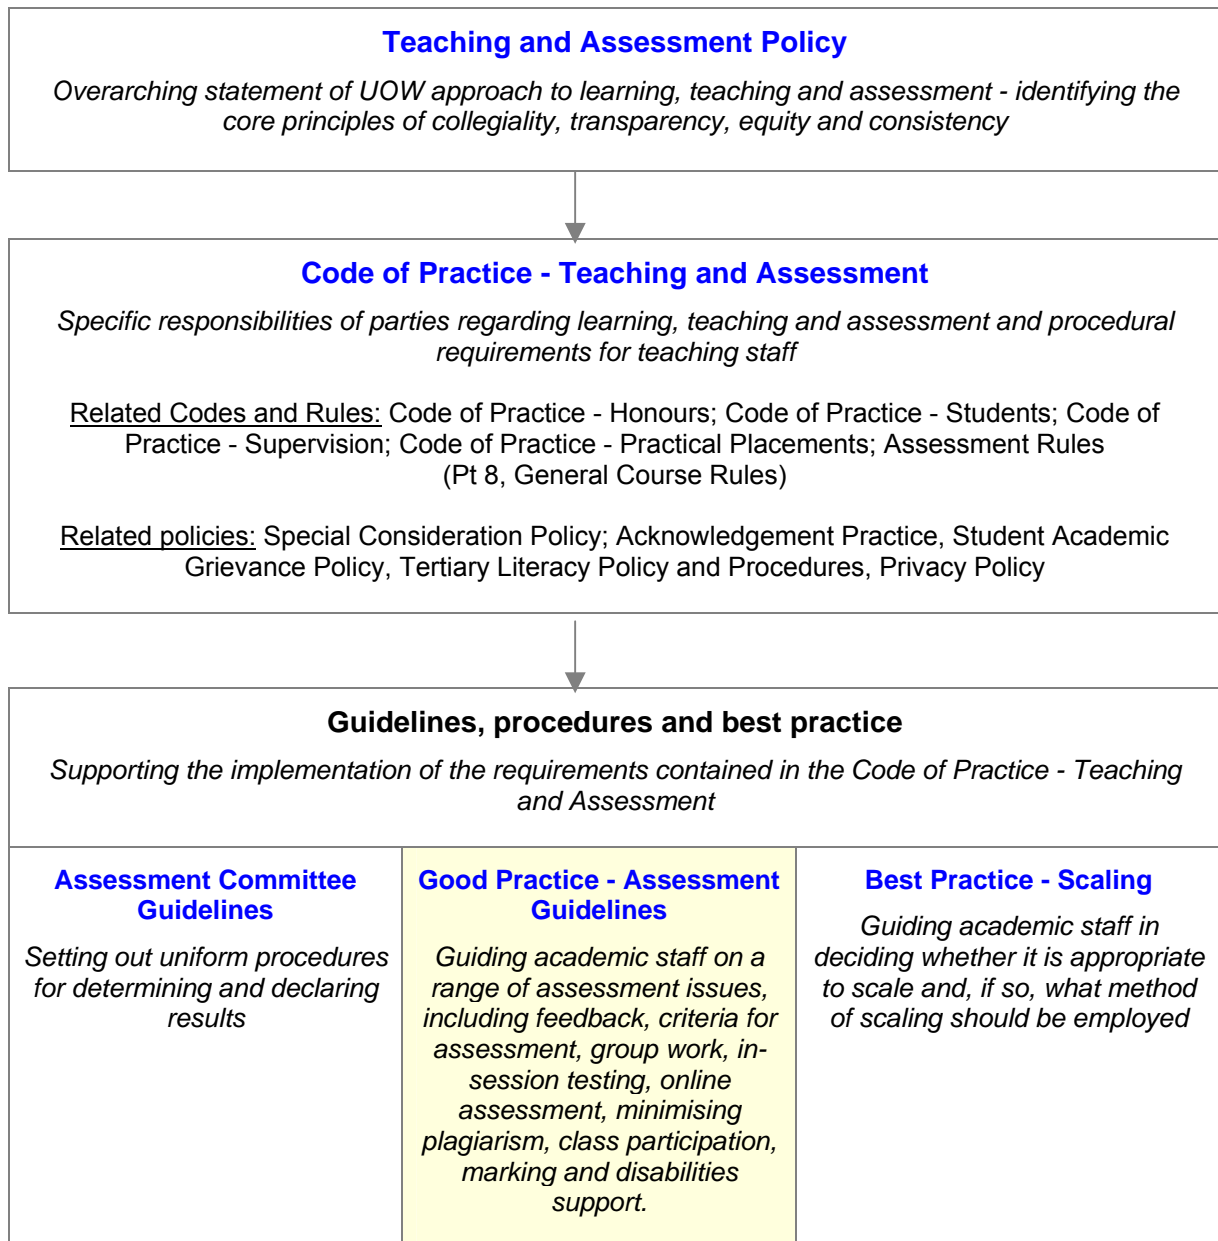 Teaching and Assessment Policy
Overarching statement of UOW approach to learning, teaching and assessment - identifying the
core principles of collegiality, transparency, equity and consistency
Code of Practice - Teaching and Assessment
Specific responsibilities of parties regarding learning, teaching and assessment and procedural
requirements for teaching staff
Related Codes and Rules: Code of Practice - Honours; Code of Practice - Students; Code of
Practice - Supervision; Code of Practice - Practical Placements; Assessment Rules
(Pt 8, General Course Rules)
Related policies: Special Consideration Policy; Acknowledgement Practice, Student Academic
Grievance Policy, Tertiary Literacy Policy and Procedures, Privacy Policy
Guidelines, procedures and best practice
Supporting the implementation of the requirements contained in the Code of Practice - Teaching
and Assessment
Assessment Committee
Guidelines
Setting out uniform procedures
for determining and declaring
results
Good Practice - Assessment
Guidelines
Guiding academic staff on a
range of assessment issues,
including feedback, criteria for
assessment, group work, in-
session testing, online
assessment, minimising
plagiarism, class participation,
marking and disabilities
support.
Best Practice - Scaling
Guiding academic staff in
deciding whether it is appropriate
to scale and, if so, what method
of scaling should be employed